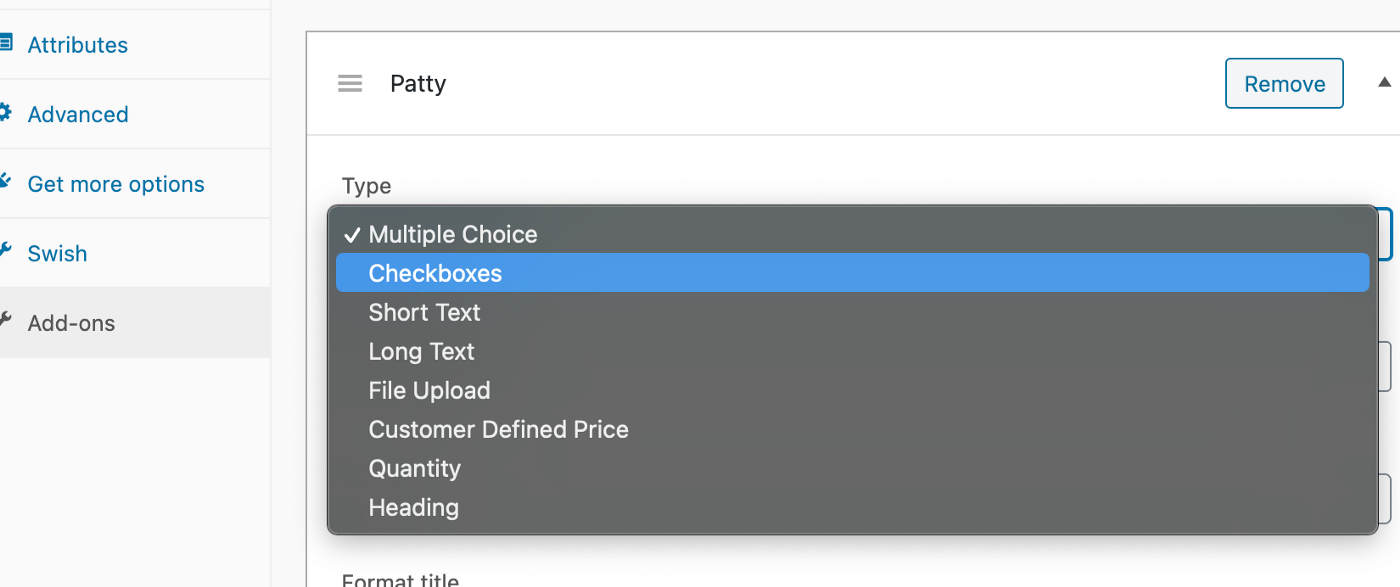 Attributes
Advanced
Get more options
Swish
Add-ons
Patty
Remove
Type
Multiple Choice
Checkboxes
Short Text
Long Text
File Upload
Customer Defined Price
Quantity
Heading
Format title